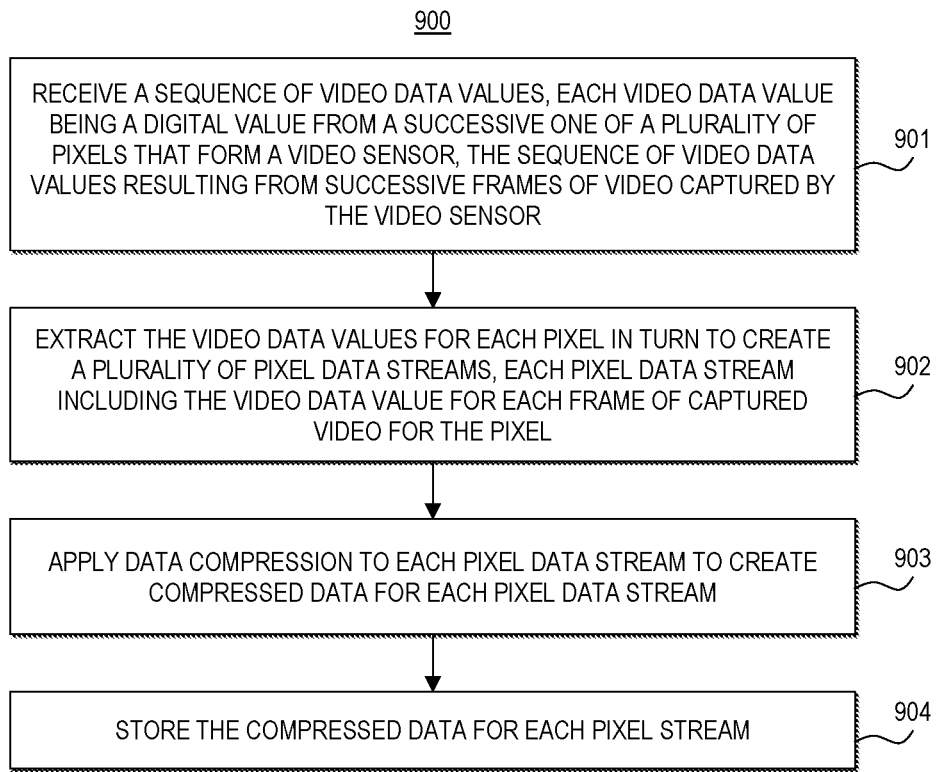 900
RECEIVE A SEQUENCE OF VIDEO DATA VALUES, EACH VIDEO DATA VALUE
BEING A DIGITAL VALUE FROM A SUCCESSIVE ONE OF A PLURALITY OF
PIXELS THAT FORM A VIDEO SENSOR, THE SEQUENCE OF VIDEO DATA
VALUES RESULTING FROM SUCCESSIVE FRAMES OF VIDEO CAPTURED BY
THE VIDEO SENSOR
901
EXTRACT THE VIDEO DATA VALUES FOR EACH PIXEL IN TURN TO CREATE
A PLURALITY OF PIXEL DATA STREAMS, EACH PIXEL DATA STREAM
INCLUDING THE VIDEO DATA VALUE FOR EACH FRAME OF CAPTURED
VIDEO FOR THE PIXEL
902
APPLY DATA COMPRESSION TO EACH PIXEL DATA STREAM TO CREATE
COMPRESSED DATA FOR EACH PIXEL DATA STREAM
903
STORE THE COMPRESSED DATA FOR EACH PIXEL STREAM
904